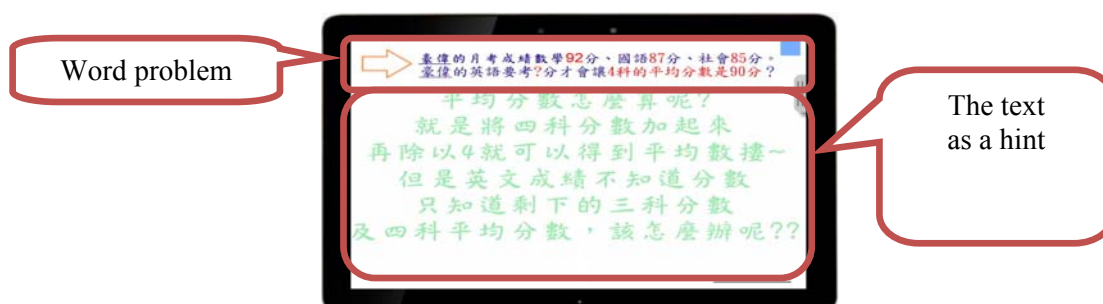 Word problem
豪偉的月考成績數學92分、國語87分、社會85分。
豪偉的英語要考?分才會讓4科的平均分數是90分?
平均分數怎麼算呢?
就是將四科分數加起來
再除以4就可以得到平均數摟~
但是英文成績不知道分數
只知道剩下的三科分數
及四科平均分數,該怎麼辦呢??
The text
as a hint